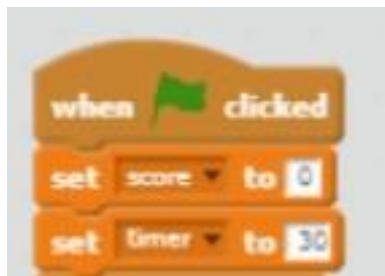 when clicked
set score to 0
set timer to 30